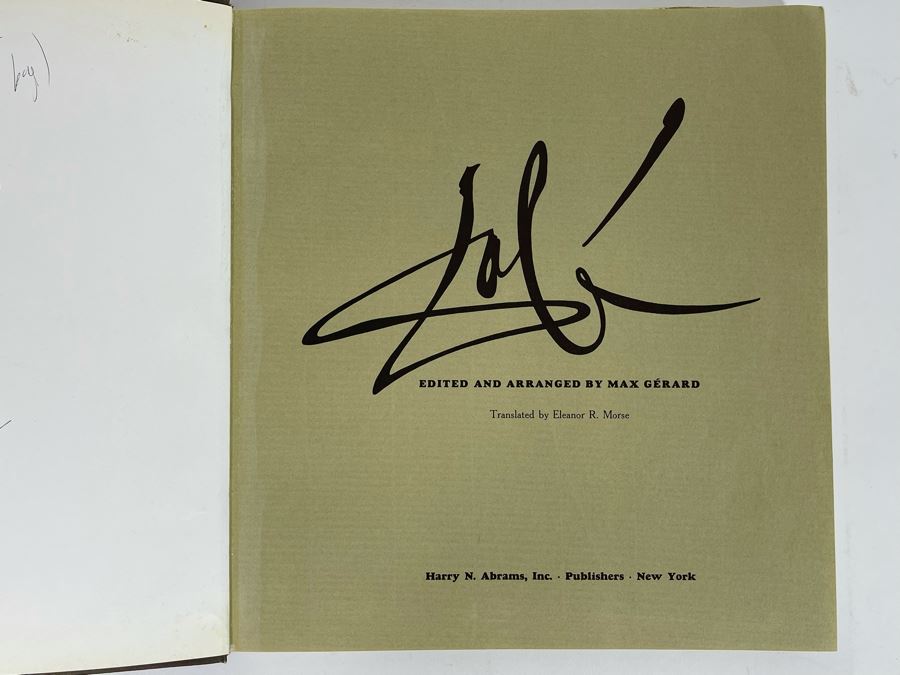 Dalí
EDITED AND ARRANGED BY MAX GÉRARD
Translated by Eleanor R. Morse
Harry N. Abrams, Inc. · Publishers · New York